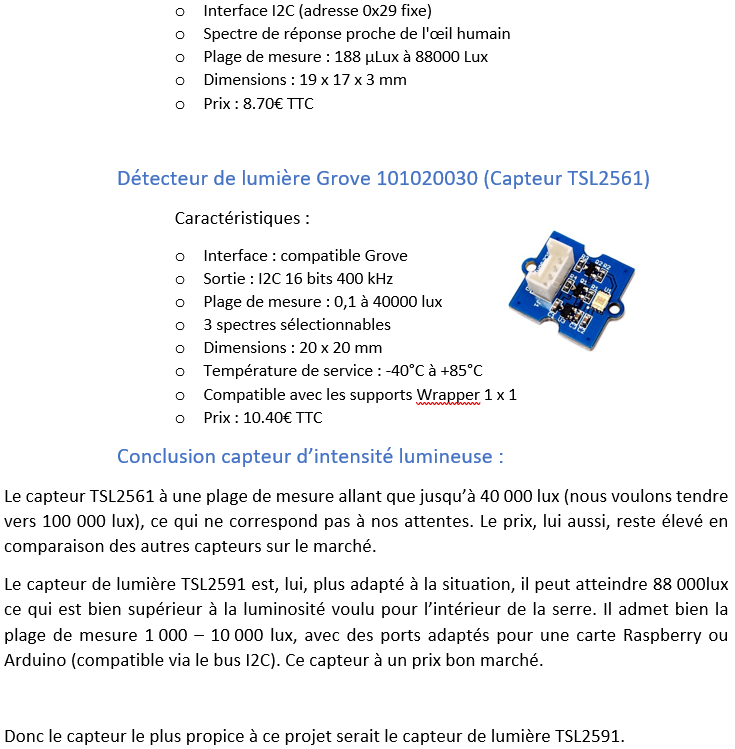 o Interface I2C (adresse 0x29 fixe)
o Spectre de réponse proche de l'œil humain
o Plage de mesure : 188 µLux à 88000 Lux
o Dimensions : 19 x 17 x 3 mm
o Prix : 8.70€ TTC
Détecteur de lumière Grove 101020030 (Capteur TSL2561)
Caractéristiques :
o Interface : compatible Grove
o Sortie : I2C 16 bits 400 kHz
o Plage de mesure : 0,1 à 40000 lux
o 3 spectres sélectionnables
o Dimensions : 20 x 20 mm
o Température de service : -40°C à +85°C
o Compatible avec les supports Wrapper 1 x 1
o Prix : 10.40€ TTC
Conclusion capteur d’intensité lumineuse :
Le capteur TSL2561 à une plage de mesure allant que jusqu’à 40 000 lux (nous voulons tendre
vers 100 000 lux), ce qui ne correspond pas à nos attentes. Le prix, lui aussi, reste élevé en
comparaison des autres capteurs sur le marché.
Le capteur de lumière TSL2591 est, lui, plus adapté à la situation, il peut atteindre 88 000lux
ce qui est bien supérieur à la luminosité voulu pour l’intérieur de la serre. Il admet bien la
plage de mesure 1 000 – 10 000 lux, avec des ports adaptés pour une carte Raspberry ou
Arduino (compatible via le bus I2C). Ce capteur à un prix bon marché.
Donc le capteur le plus propice à ce projet serait le capteur de lumière TSL2591.